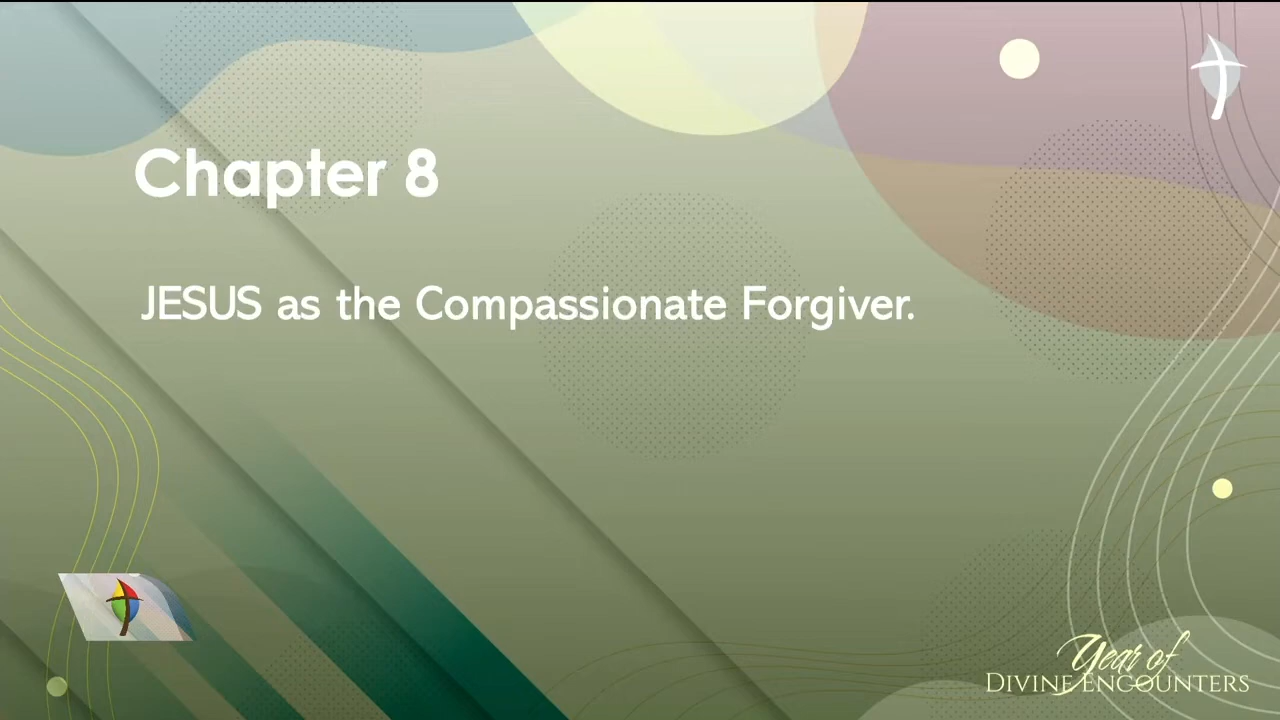 Chapter 8
JESUS as the Compassionate Forgiver.
Year of
DIVINE ENCOUNTERS